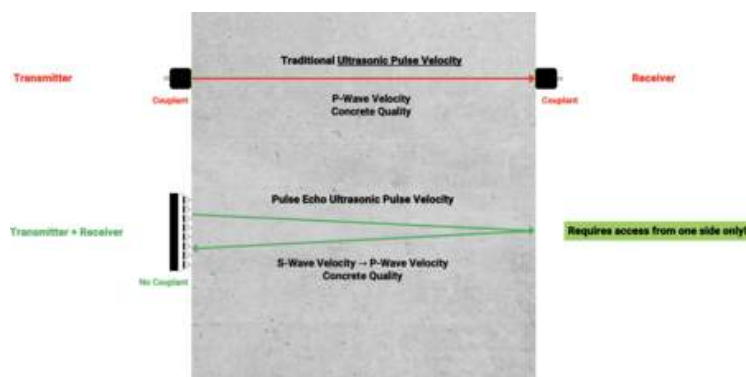 Traditional Ultrasonic Pulse Velocity
Transmitter
Receiver
Couplant
Couplant
P-Wave Velocity
Concrete Quality
Pulse Echo Ultrasonic Pulse Velocity
Transmitter + Receiver
Requires access from one side only!
S-Wave Velocity → P-Wave Velocity
Concrete Quality
No Couplant